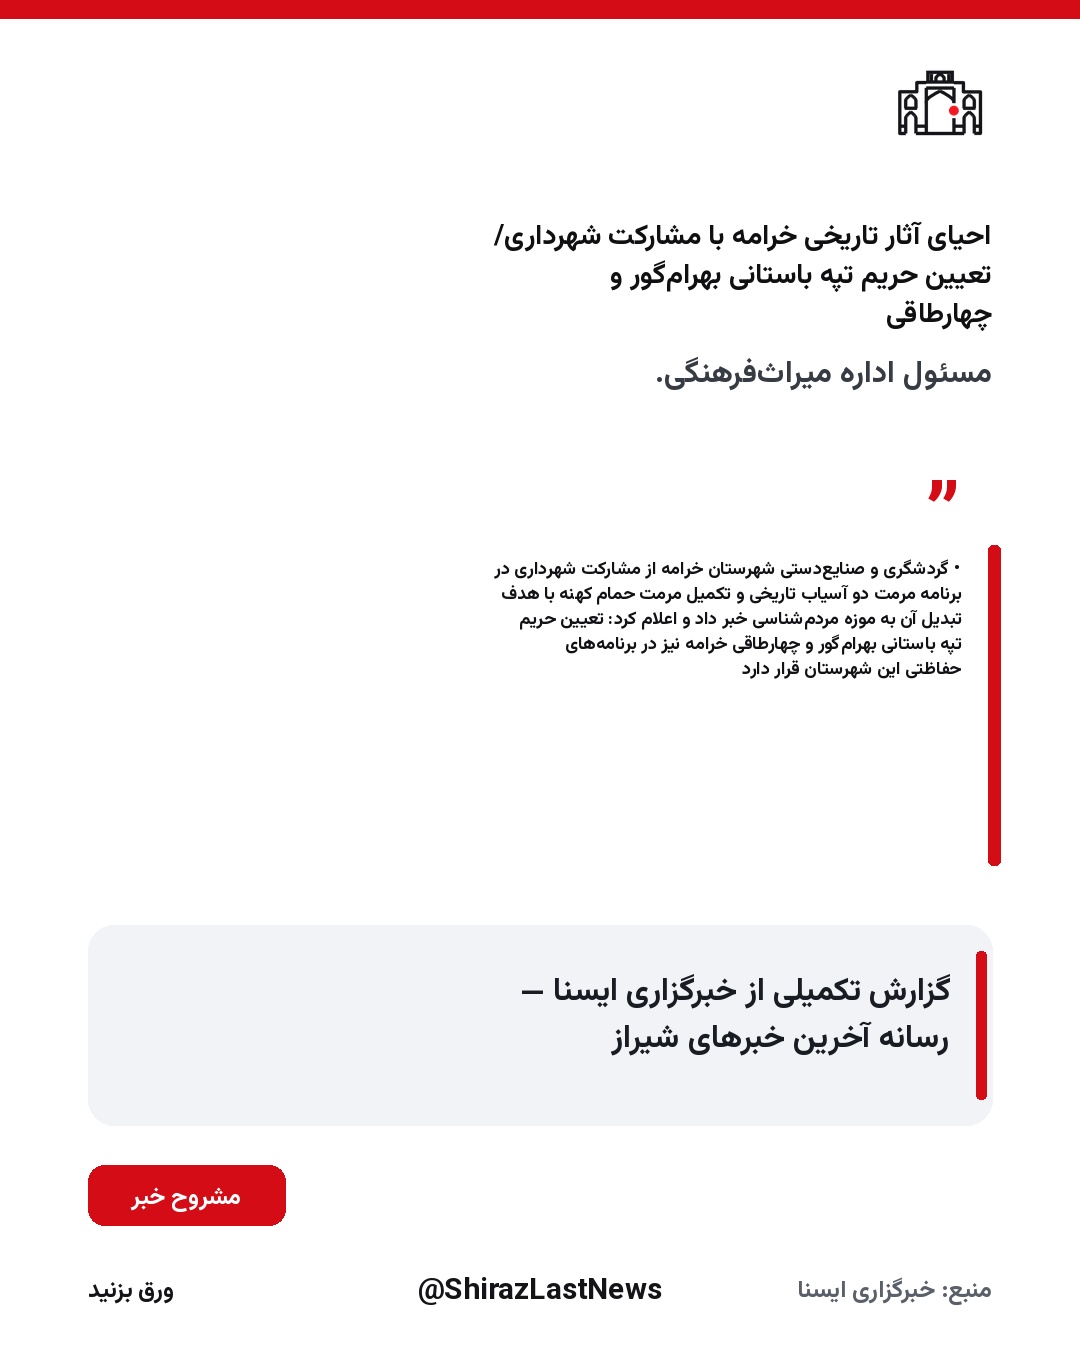 احیای آثار تاریخی خرامه با مشارکت شهرداری/
تعیین حریم تپه باستانی بهرام‌گور و
چهارطاقی
مسئول اداره میراث‌فرهنگی.
”
• گردشگری و صنایع‌دستی شهرستان خرامه از مشارکت شهرداری در
برنامه مرمت دو آسیاب تاریخی و تکمیل مرمت حمام کهنه با هدف
تبدیل آن به موزه مردم‌شناسی خبر داد و اعلام کرد: تعیین حریم
تپه باستانی بهرام‌گور و چهارطاقی خرامه نیز در برنامه‌های
حفاظتی این شهرستان قرار دارد
گزارش تکمیلی از خبرگزاری ایسنا –
رسانه آخرین خبرهای شیراز
مشروح خبر
منبع: خبرگزاری ایسنا
@ShirazLastNews
ورق بزنید